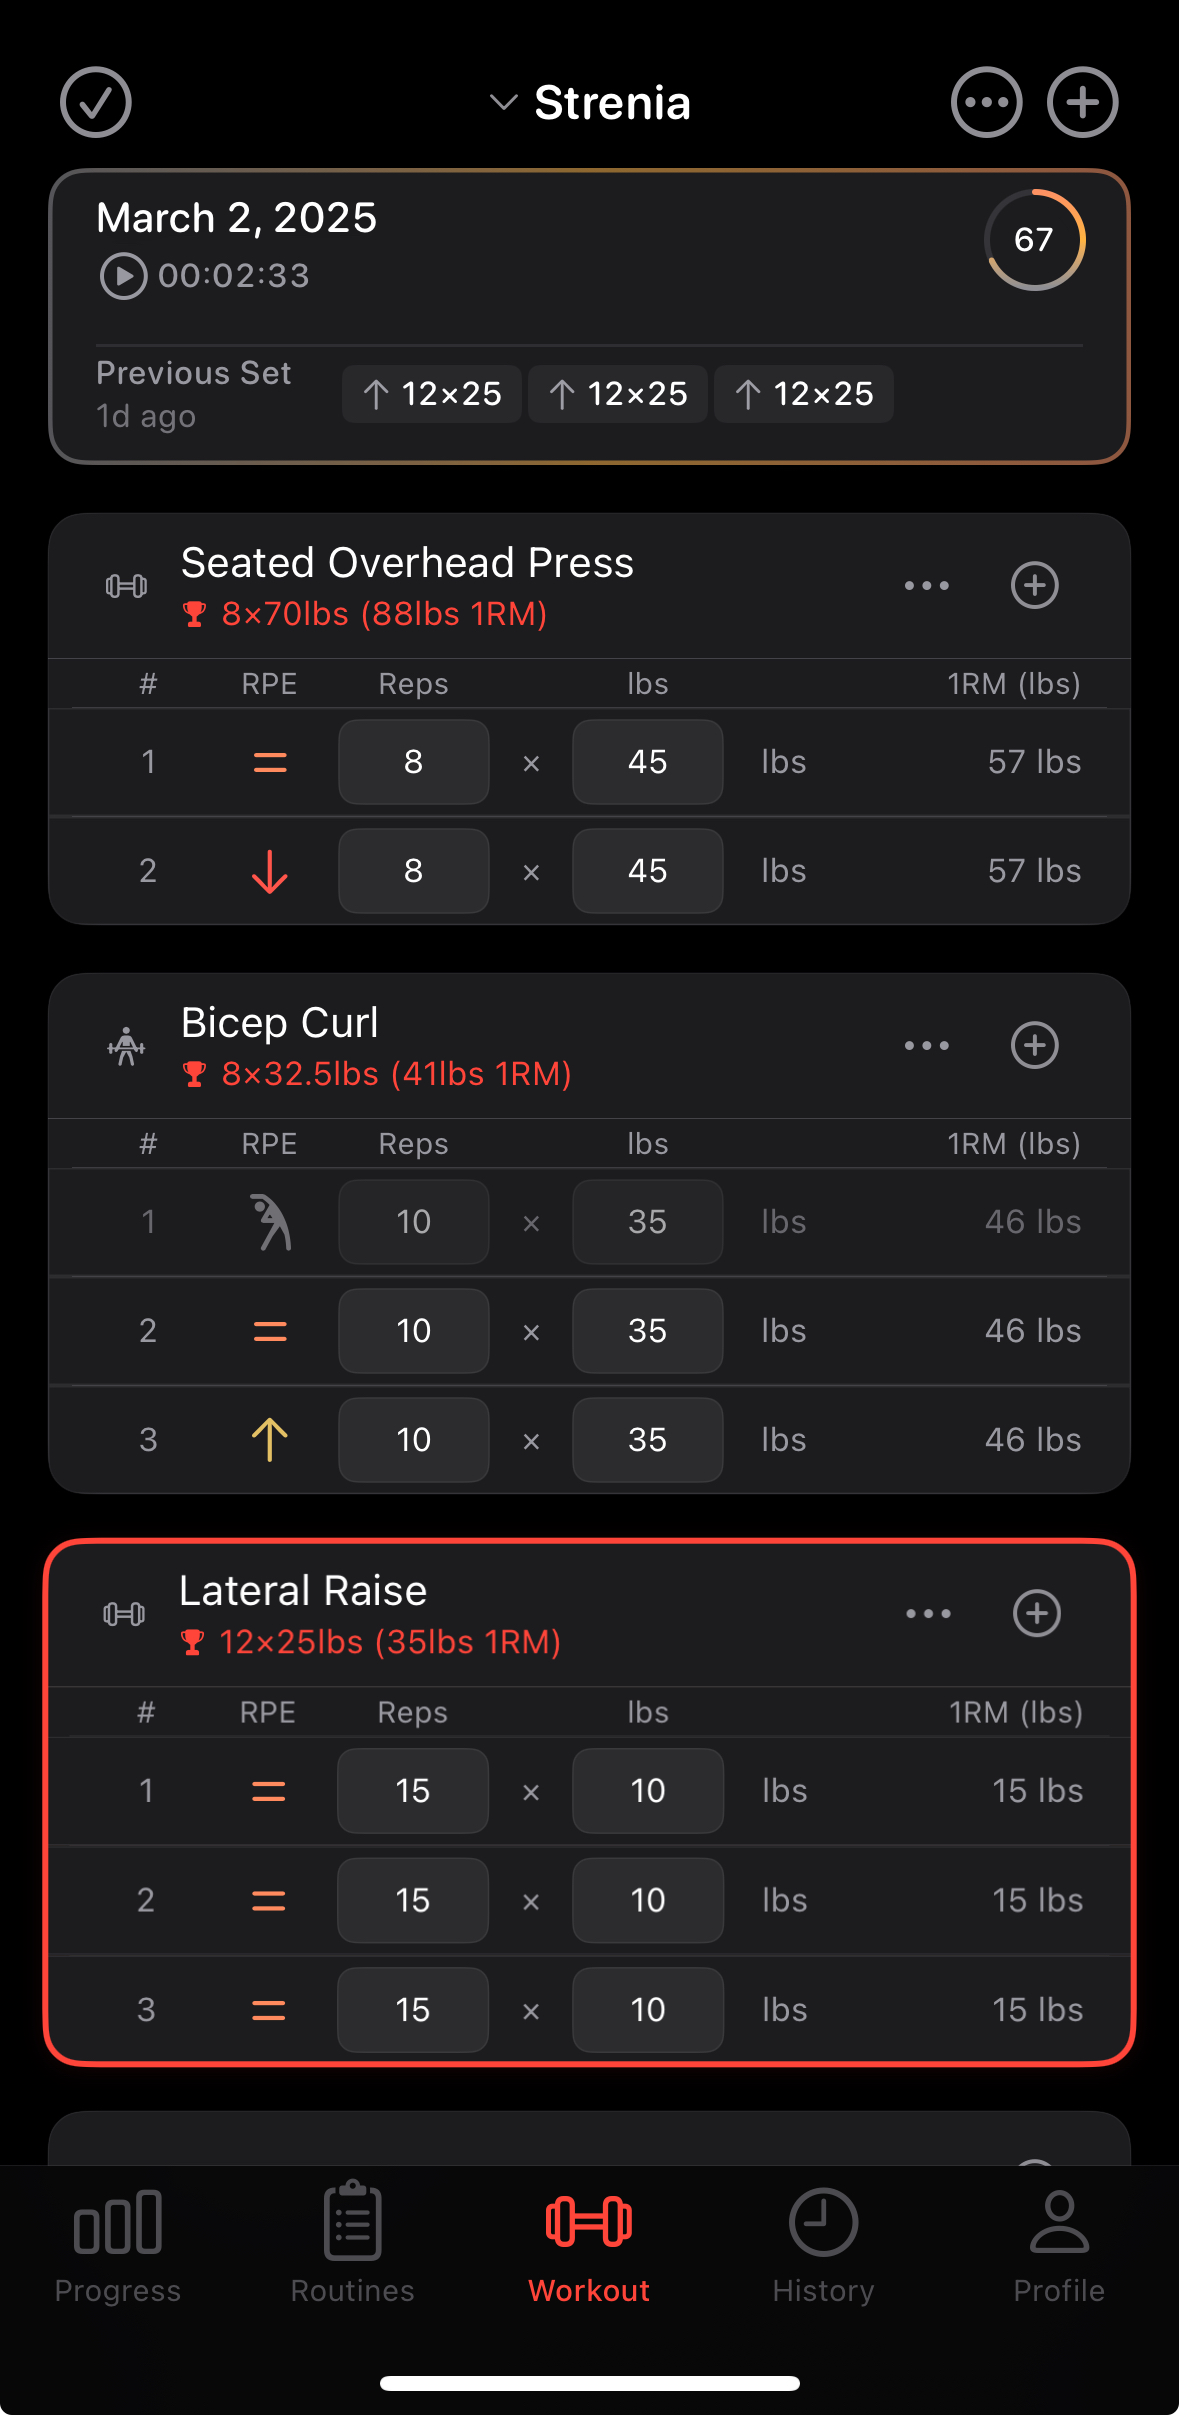 Strenia
March 2, 2025
67
00:02:33
Previous Set
1d ago
↑ 12×25 ↑ 12×25 ↑ 12×25
Seated Overhead Press
8×70lbs (88lbs 1RM)
# RPE Reps lbs 1RM (lbs)
1 = 8 × 45 lbs 57 lbs
2 ↓ 8 × 45 lbs 57 lbs
Bicep Curl
8×32.5lbs (41lbs 1RM)
# RPE Reps lbs 1RM (lbs)
1 10 × 35 lbs 46 lbs
2 = 10 × 35 lbs 46 lbs
3 ↑ 10 × 35 lbs 46 lbs
Lateral Raise
12×25lbs (35lbs 1RM)
# RPE Reps lbs 1RM (lbs)
1 = 15 × 10 lbs 15 lbs
2 = 15 × 10 lbs 15 lbs
3 = 15 × 10 lbs 15 lbs
Progress Routines Workout History Profile